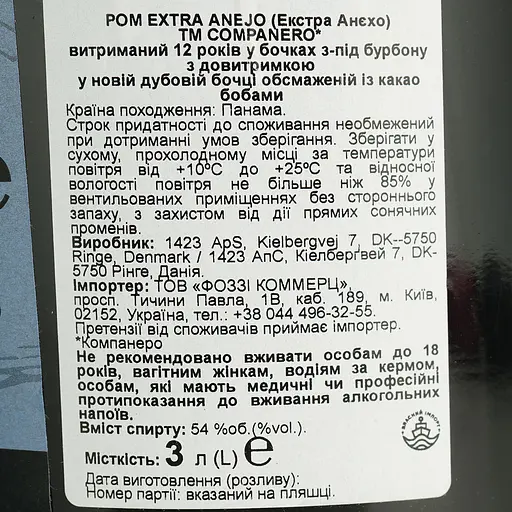 РОМ EXTRA ANEJO (Екстра Анєхо)
ТМ COMPANERO*
витриманий 12 років у бочках з-під бурбону
з довитримкою
у новій дубовій бочці обсмаженій із какао
бобами
Країна походження: Панама.
Строк придатності до споживання необмежений
при дотриманні умов зберігання. Зберігати у
сухому, прохолодному місці за температури
повітря від +10ºС до +25ºС та відносної
вологості повітря не більше ніж 85% у
вентильованих приміщеннях без стороннього
запаху, з захистом від дії прямих сонячних
променів.
Виробник: 1423 ApS, Kielbergvej 7, DK--5750
Ringe, Denmark / 1423 АпС, Кіелберґвей 7, DK-
5750 Рінге, Данія.
Імпортер: ТОВ «ФОЗЗІ КОММЕРЦ»,
просп. Тичини Павла, 1В, каб. 189, м. Київ,
02152, Україна, тел.: +38 044 496-32-55.
Претензії від споживачів приймає імпортер.
*Компанеро
Не рекомендовано вживати особам до 18
років, вагітним жінкам, водіям за кермом,
особам, які мають медичні чи професійні
протипоказання до вживання алкогольних
напоїв.
Вміст спирту: 54 %об.(%vol.).
ВЛАСНИЙ ІМПОРТ
Місткість: 3 л (L) e
Дата виготовлення (розливу):
Номер партії: вказаний на пляшці.